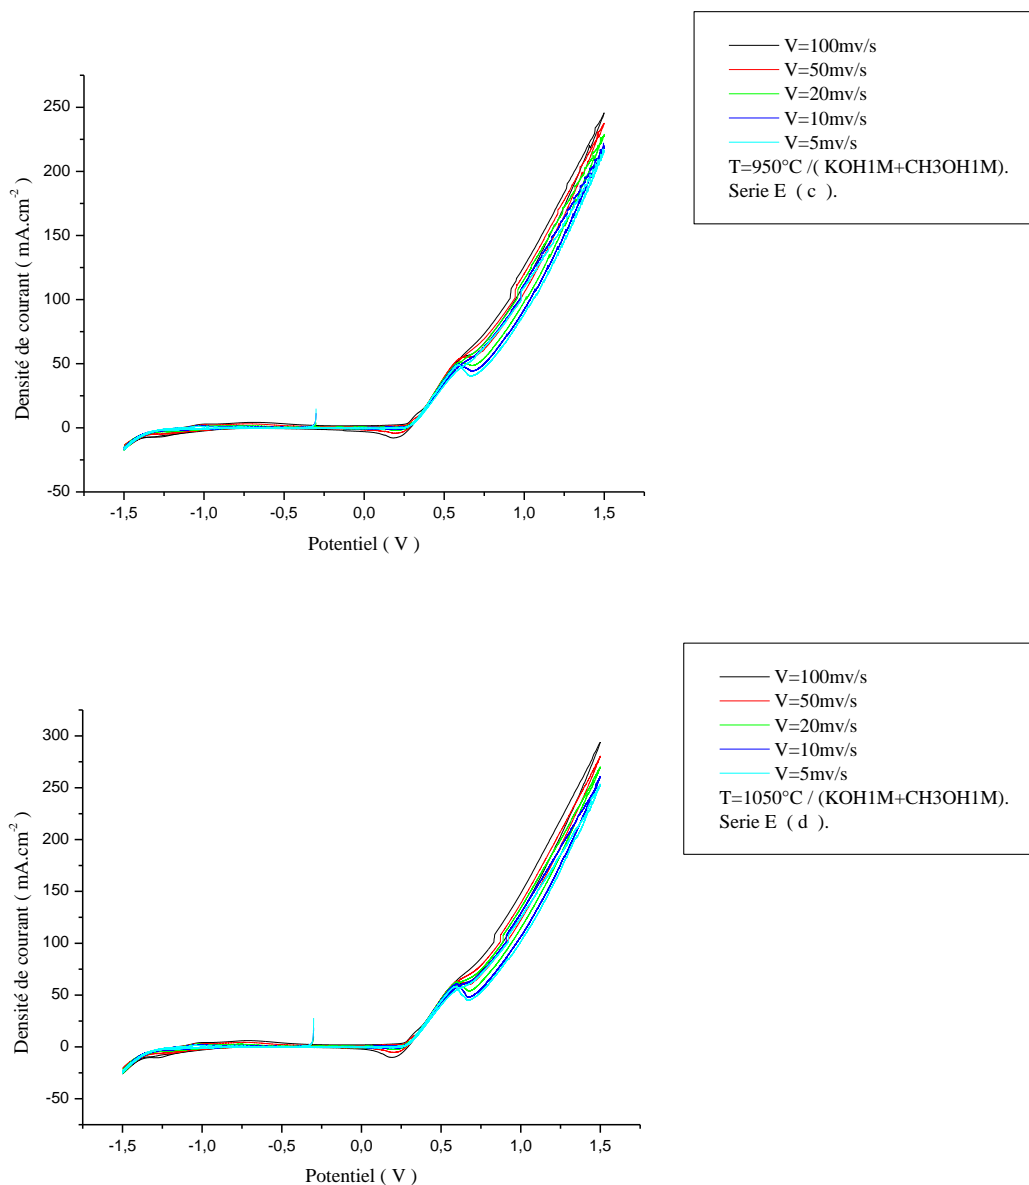 V=100mv/s
V=50mv/s
V=20mv/s
V=10mv/s
V=5mv/s
T=950°C /( KOH1M+CH3OH1M).
Serie E ( c ).
250
200
150
100
50
0
-50
Densité de courant ( mA.cm-2 )
-1,5 -1,0 -0,5 0,0 0,5 1,0 1,5
Potentiel ( V )
V=100mv/s
V=50mv/s
V=20mv/s
V=10mv/s
V=5mv/s
T=1050°C / (KOH1M+CH3OH1M).
Serie E ( d ).
300
250
200
150
100
50
0
-50
Densité de courant ( mA.cm-2 )
-1,5 -1,0 -0,5 0,0 0,5 1,0 1,5
Potentiel ( V )